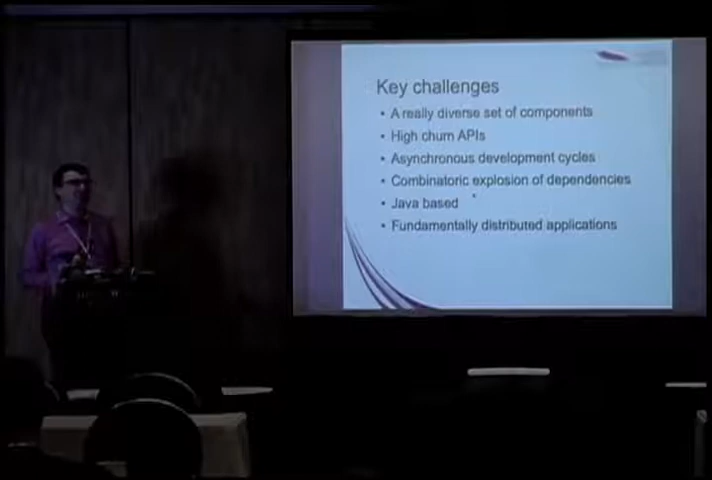 Key challenges
• A really diverse set of components
• High churn APIs
• Asynchronous development cycles
• Combinatoric explosion of dependencies
• Java based
• Fundamentally distributed applications